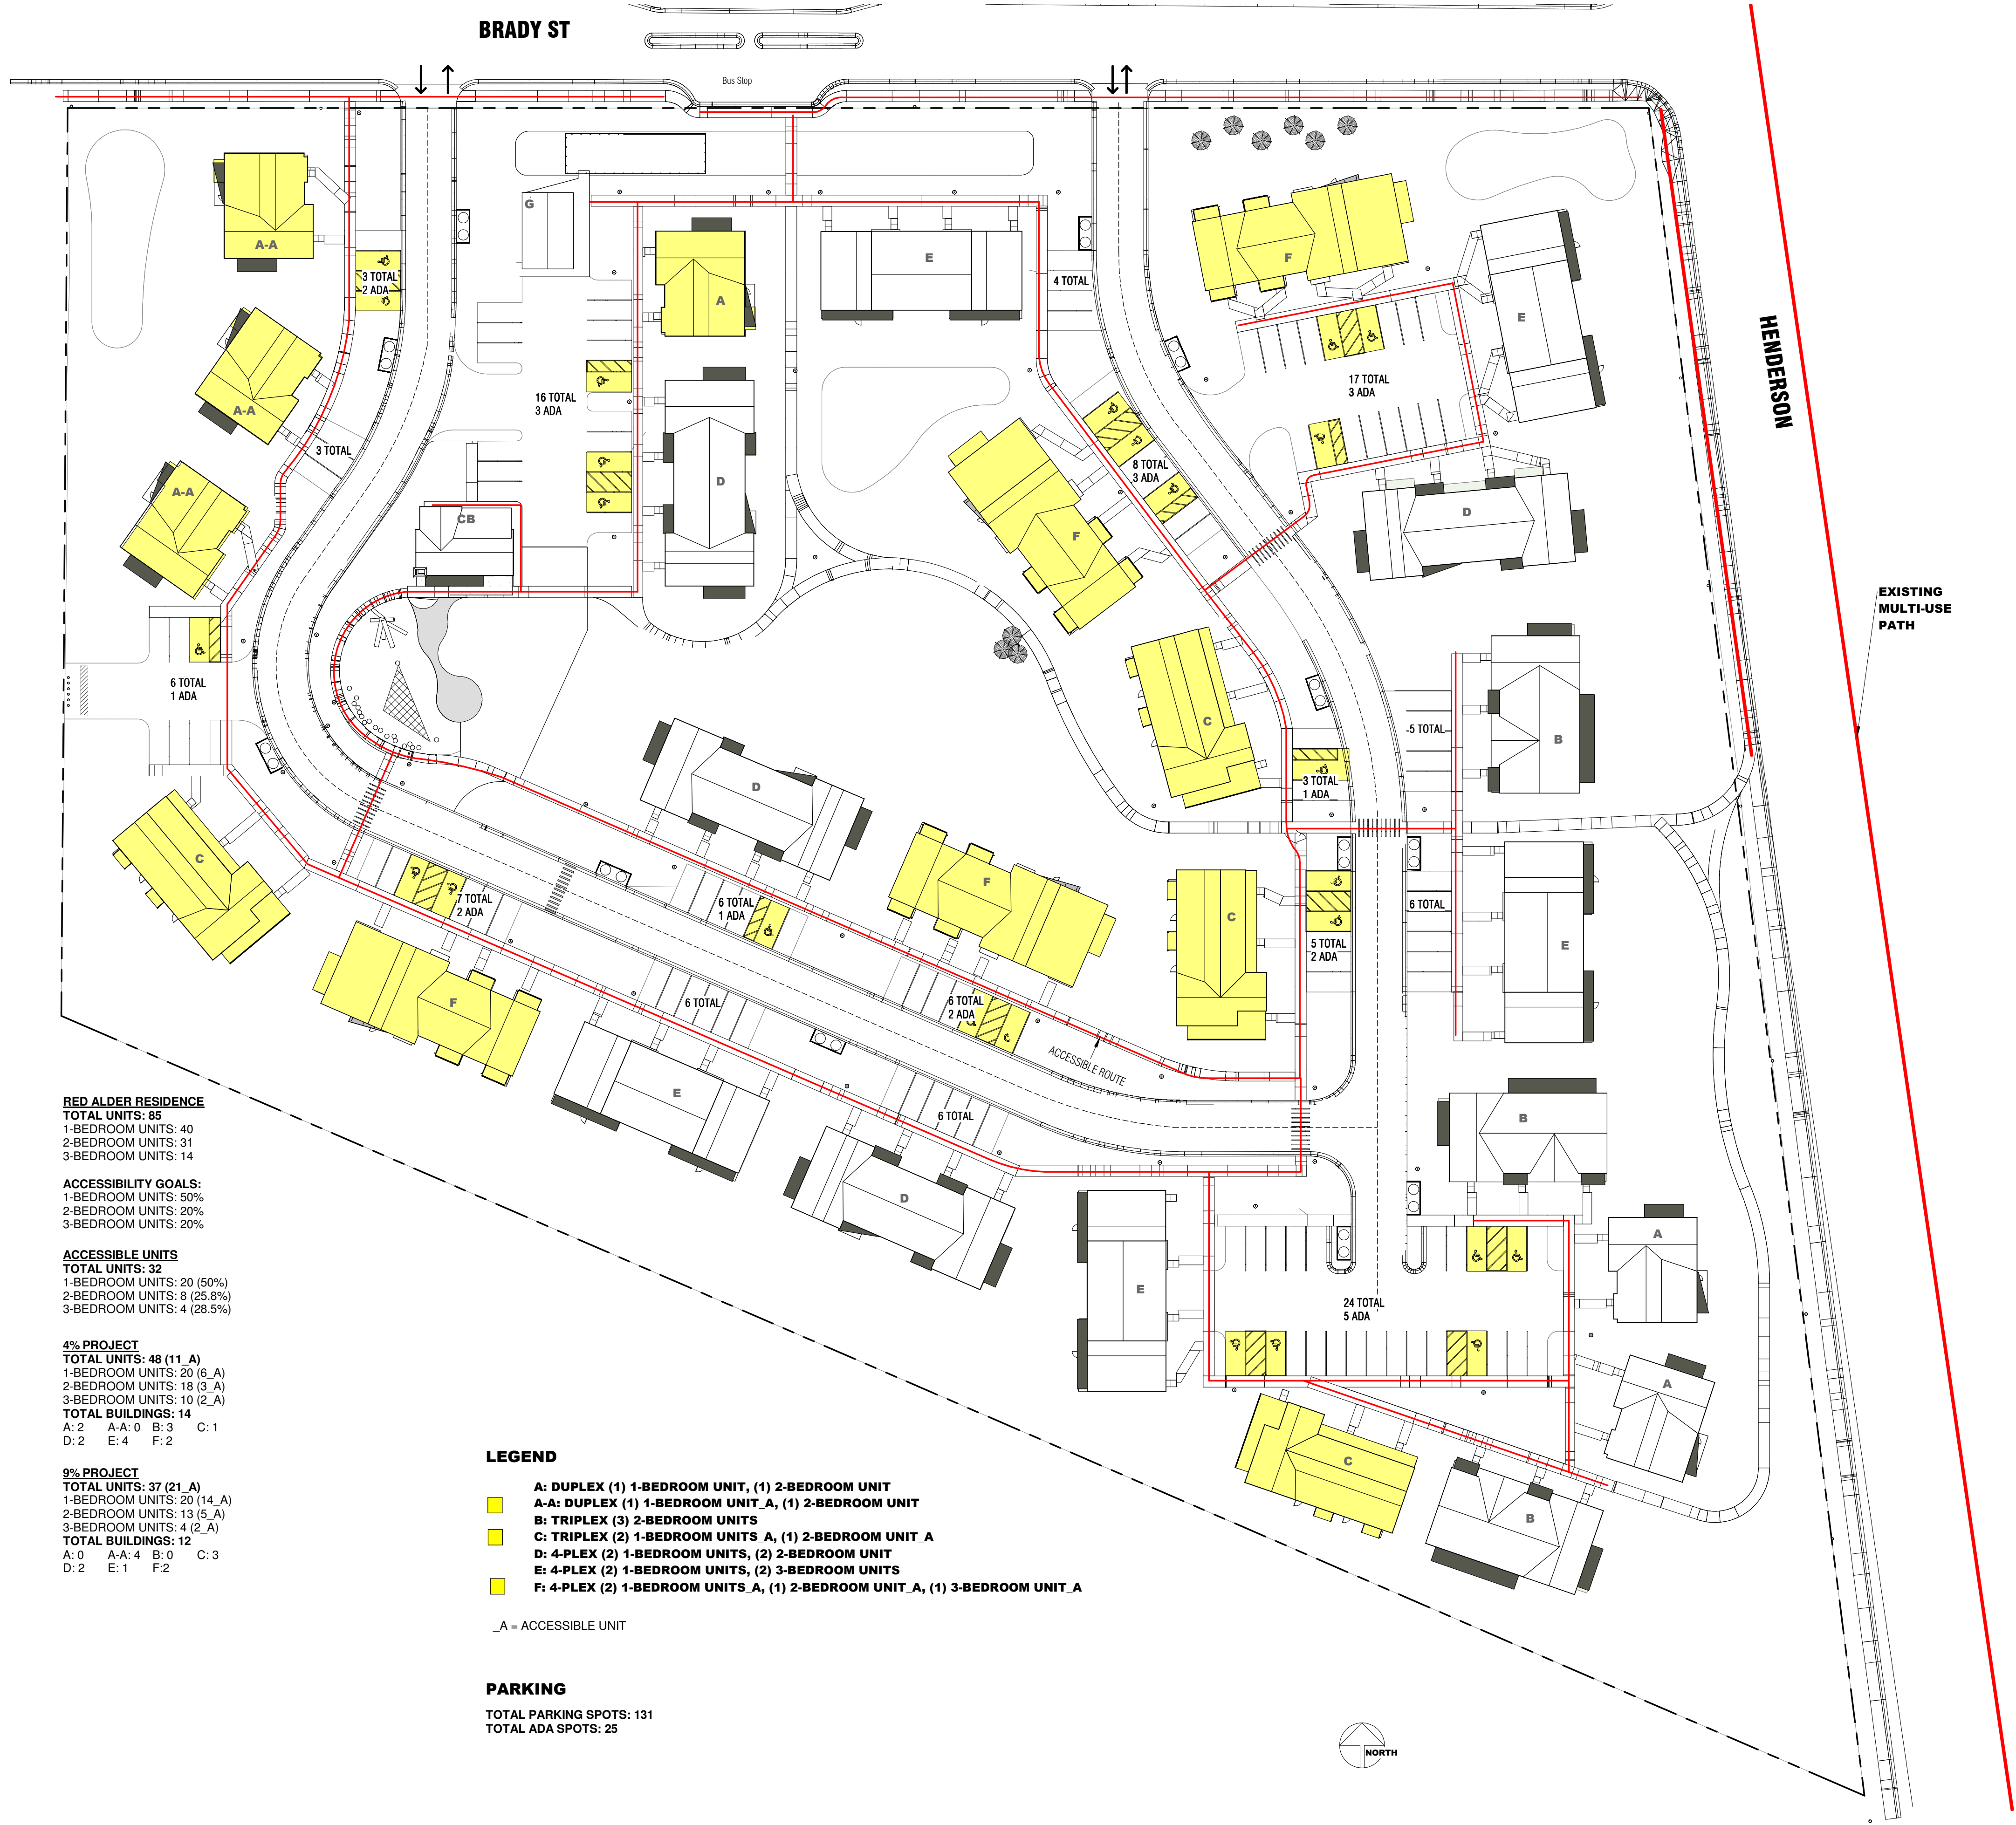 BRADY ST
Bus Stop
G
A-A
3 TOTAL
2 ADA
A
E
4 TOTAL
F
E
HENDERSON
A-A
16 TOTAL
3 ADA
17 TOTAL
3 ADA
3 TOTAL
8 TOTAL
3 ADA
A-A
CB
D
F
D
EXISTING
MULTI-USE
PATH
6 TOTAL
1 ADA
C
5 TOTAL
B
D
3 TOTAL
1 ADA
C
F
7 TOTAL
2 ADA
6 TOTAL
1 ADA
C
6 TOTAL
5 TOTAL
2 ADA
E
F
6 TOTAL
6 TOTAL
2 ADA
ACCESSIBLE ROUTE
E
6 TOTAL
B
D
A
E
24 TOTAL
5 ADA
A
C
B
RED ALDER RESIDENCE
TOTAL UNITS: 85
1-BEDROOM UNITS: 40
2-BEDROOM UNITS: 31
3-BEDROOM UNITS: 14
ACCESSIBILITY GOALS:
1-BEDROOM UNITS: 50%
2-BEDROOM UNITS: 20%
3-BEDROOM UNITS: 20%
ACCESSIBLE UNITS
TOTAL UNITS: 32
1-BEDROOM UNITS: 20 (50%)
2-BEDROOM UNITS: 8 (25.8%)
3-BEDROOM UNITS: 4 (28.5%)
4% PROJECT
TOTAL UNITS: 48 (11_A)
1-BEDROOM UNITS: 20 (6_A)
2-BEDROOM UNITS: 18 (3_A)
3-BEDROOM UNITS: 10 (2_A)
TOTAL BUILDINGS: 14
A: 2 A-A: 0 B: 3 C: 1
D: 2 E: 4 F: 2
9% PROJECT
TOTAL UNITS: 37 (21_A)
1-BEDROOM UNITS: 20 (14_A)
2-BEDROOM UNITS: 13 (5_A)
3-BEDROOM UNITS: 4 (2_A)
TOTAL BUILDINGS: 12
A: 0 A-A: 4 B: 0 C: 3
D: 2 E: 1 F:2
LEGEND
A: DUPLEX (1) 1-BEDROOM UNIT, (1) 2-BEDROOM UNIT
A-A: DUPLEX (1) 1-BEDROOM UNIT_A, (1) 2-BEDROOM UNIT
B: TRIPLEX (3) 2-BEDROOM UNITS
C: TRIPLEX (2) 1-BEDROOM UNITS_A, (1) 2-BEDROOM UNIT_A
D: 4-PLEX (2) 1-BEDROOM UNITS, (2) 2-BEDROOM UNIT
E: 4-PLEX (2) 1-BEDROOM UNITS, (2) 3-BEDROOM UNITS
F: 4-PLEX (2) 1-BEDROOM UNITS_A, (1) 2-BEDROOM UNIT_A, (1) 3-BEDROOM UNIT_A
_A = ACCESSIBLE UNIT
PARKING
TOTAL PARKING SPOTS: 131
TOTAL ADA SPOTS: 25
NORTH